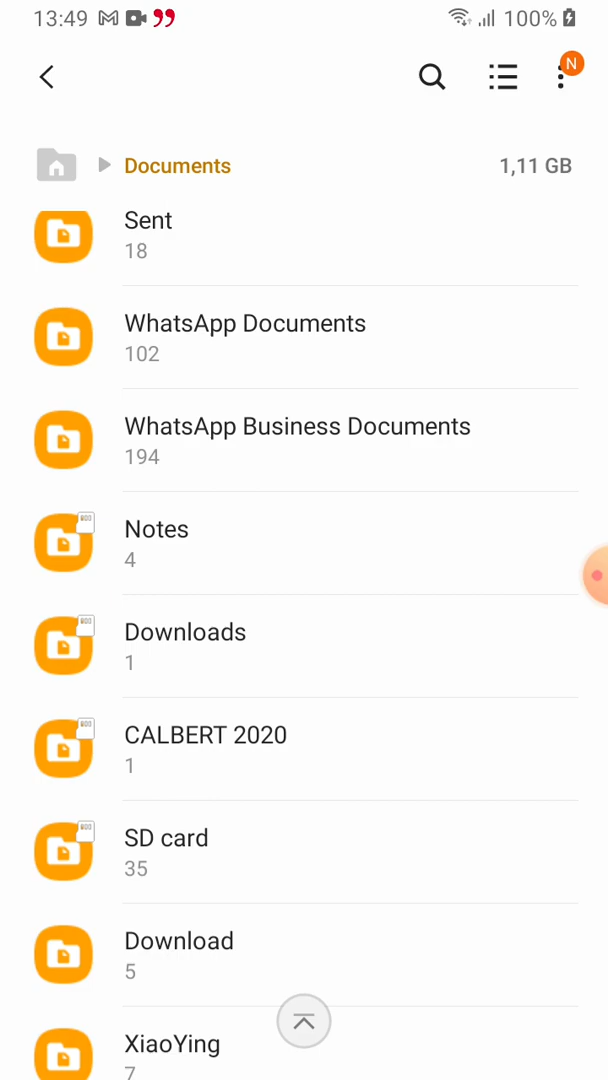 13:49 100%
N
Documents 1,11 GB
Sent
18
WhatsApp Documents
102
WhatsApp Business Documents
194
Notes
4
Downloads
1
CALBERT 2020
1
SD card
35
Download
5
XiaoYing
7